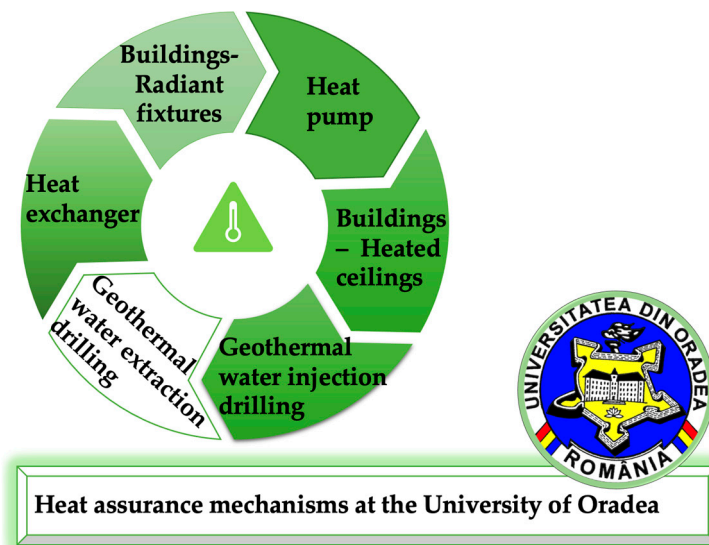 Buildings-
Radiant
fixtures
Heat
pump
Buildings
– Heated
ceilings
Geothermal
water injection
drilling
Geothermal
water extraction
drilling
Heat
exchanger
UNIVERSITATEA DIN ORADEA
ROMÂNIA
Heat assurance mechanisms at the University of Oradea